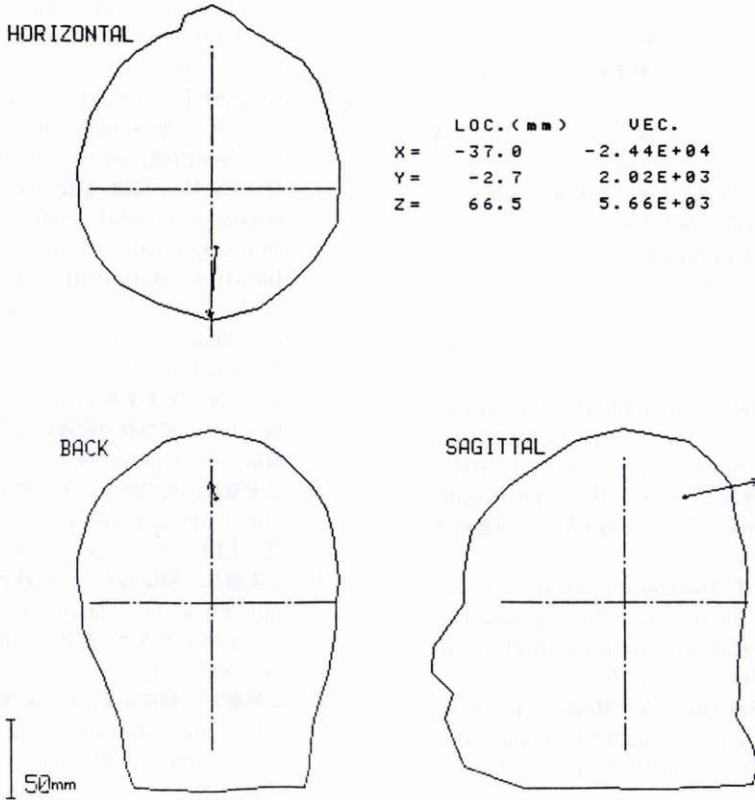 HORIZONTAL
LOC.(mm) VEC.
X= -37.0 -2.44E+04
Y= -2.7 2.02E+03
Z= 66.5 5.66E+03
BACK
SAGITTAL
50mm